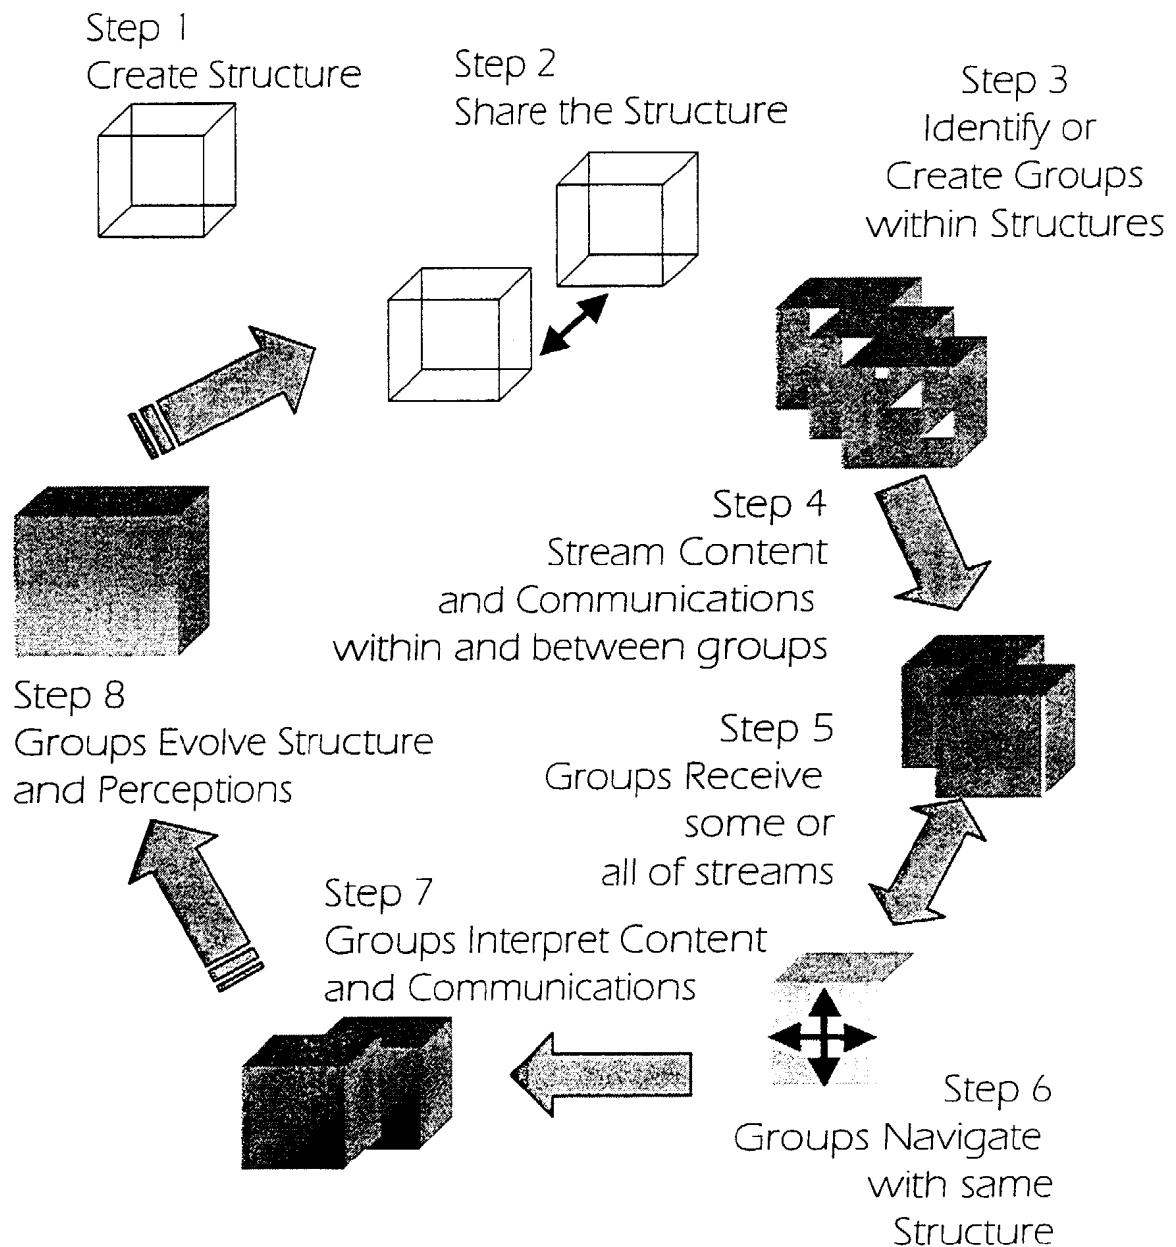 Step 1
Create Structure
Step 2
Share the Structure
Step 3
Identify or
Create Groups
within Structures
Step 4
Stream Content
and Communications
within and between groups
Step 5
Groups Receive
some or
all of streams
Step 6
Groups Navigate
with same
Structure
Step 7
Groups Interpret Content
and Communications
Step 8
Groups Evolve Structure
and Perceptions